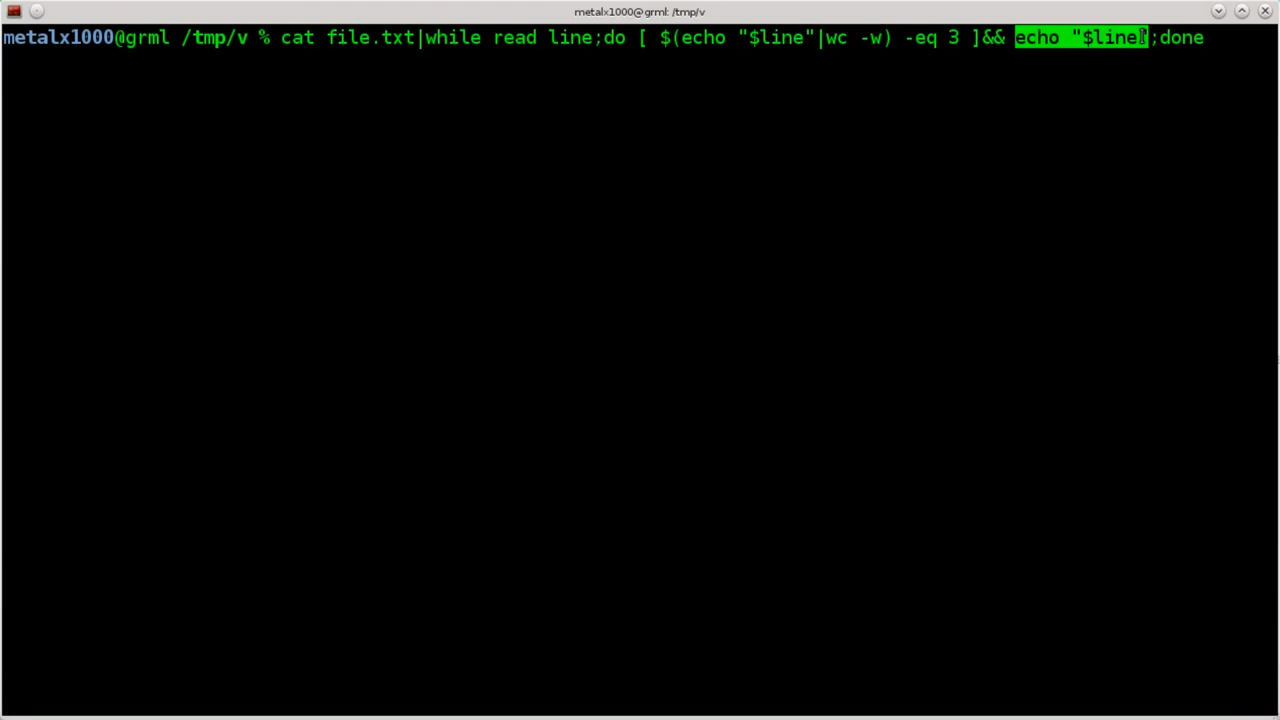 metalx1000@grml: /tmp/v
metalx1000@grml /tmp/v % cat file.txt|while read line;do [ $(echo "$line"|wc -w) -eq 3 ]&& echo "$line";done